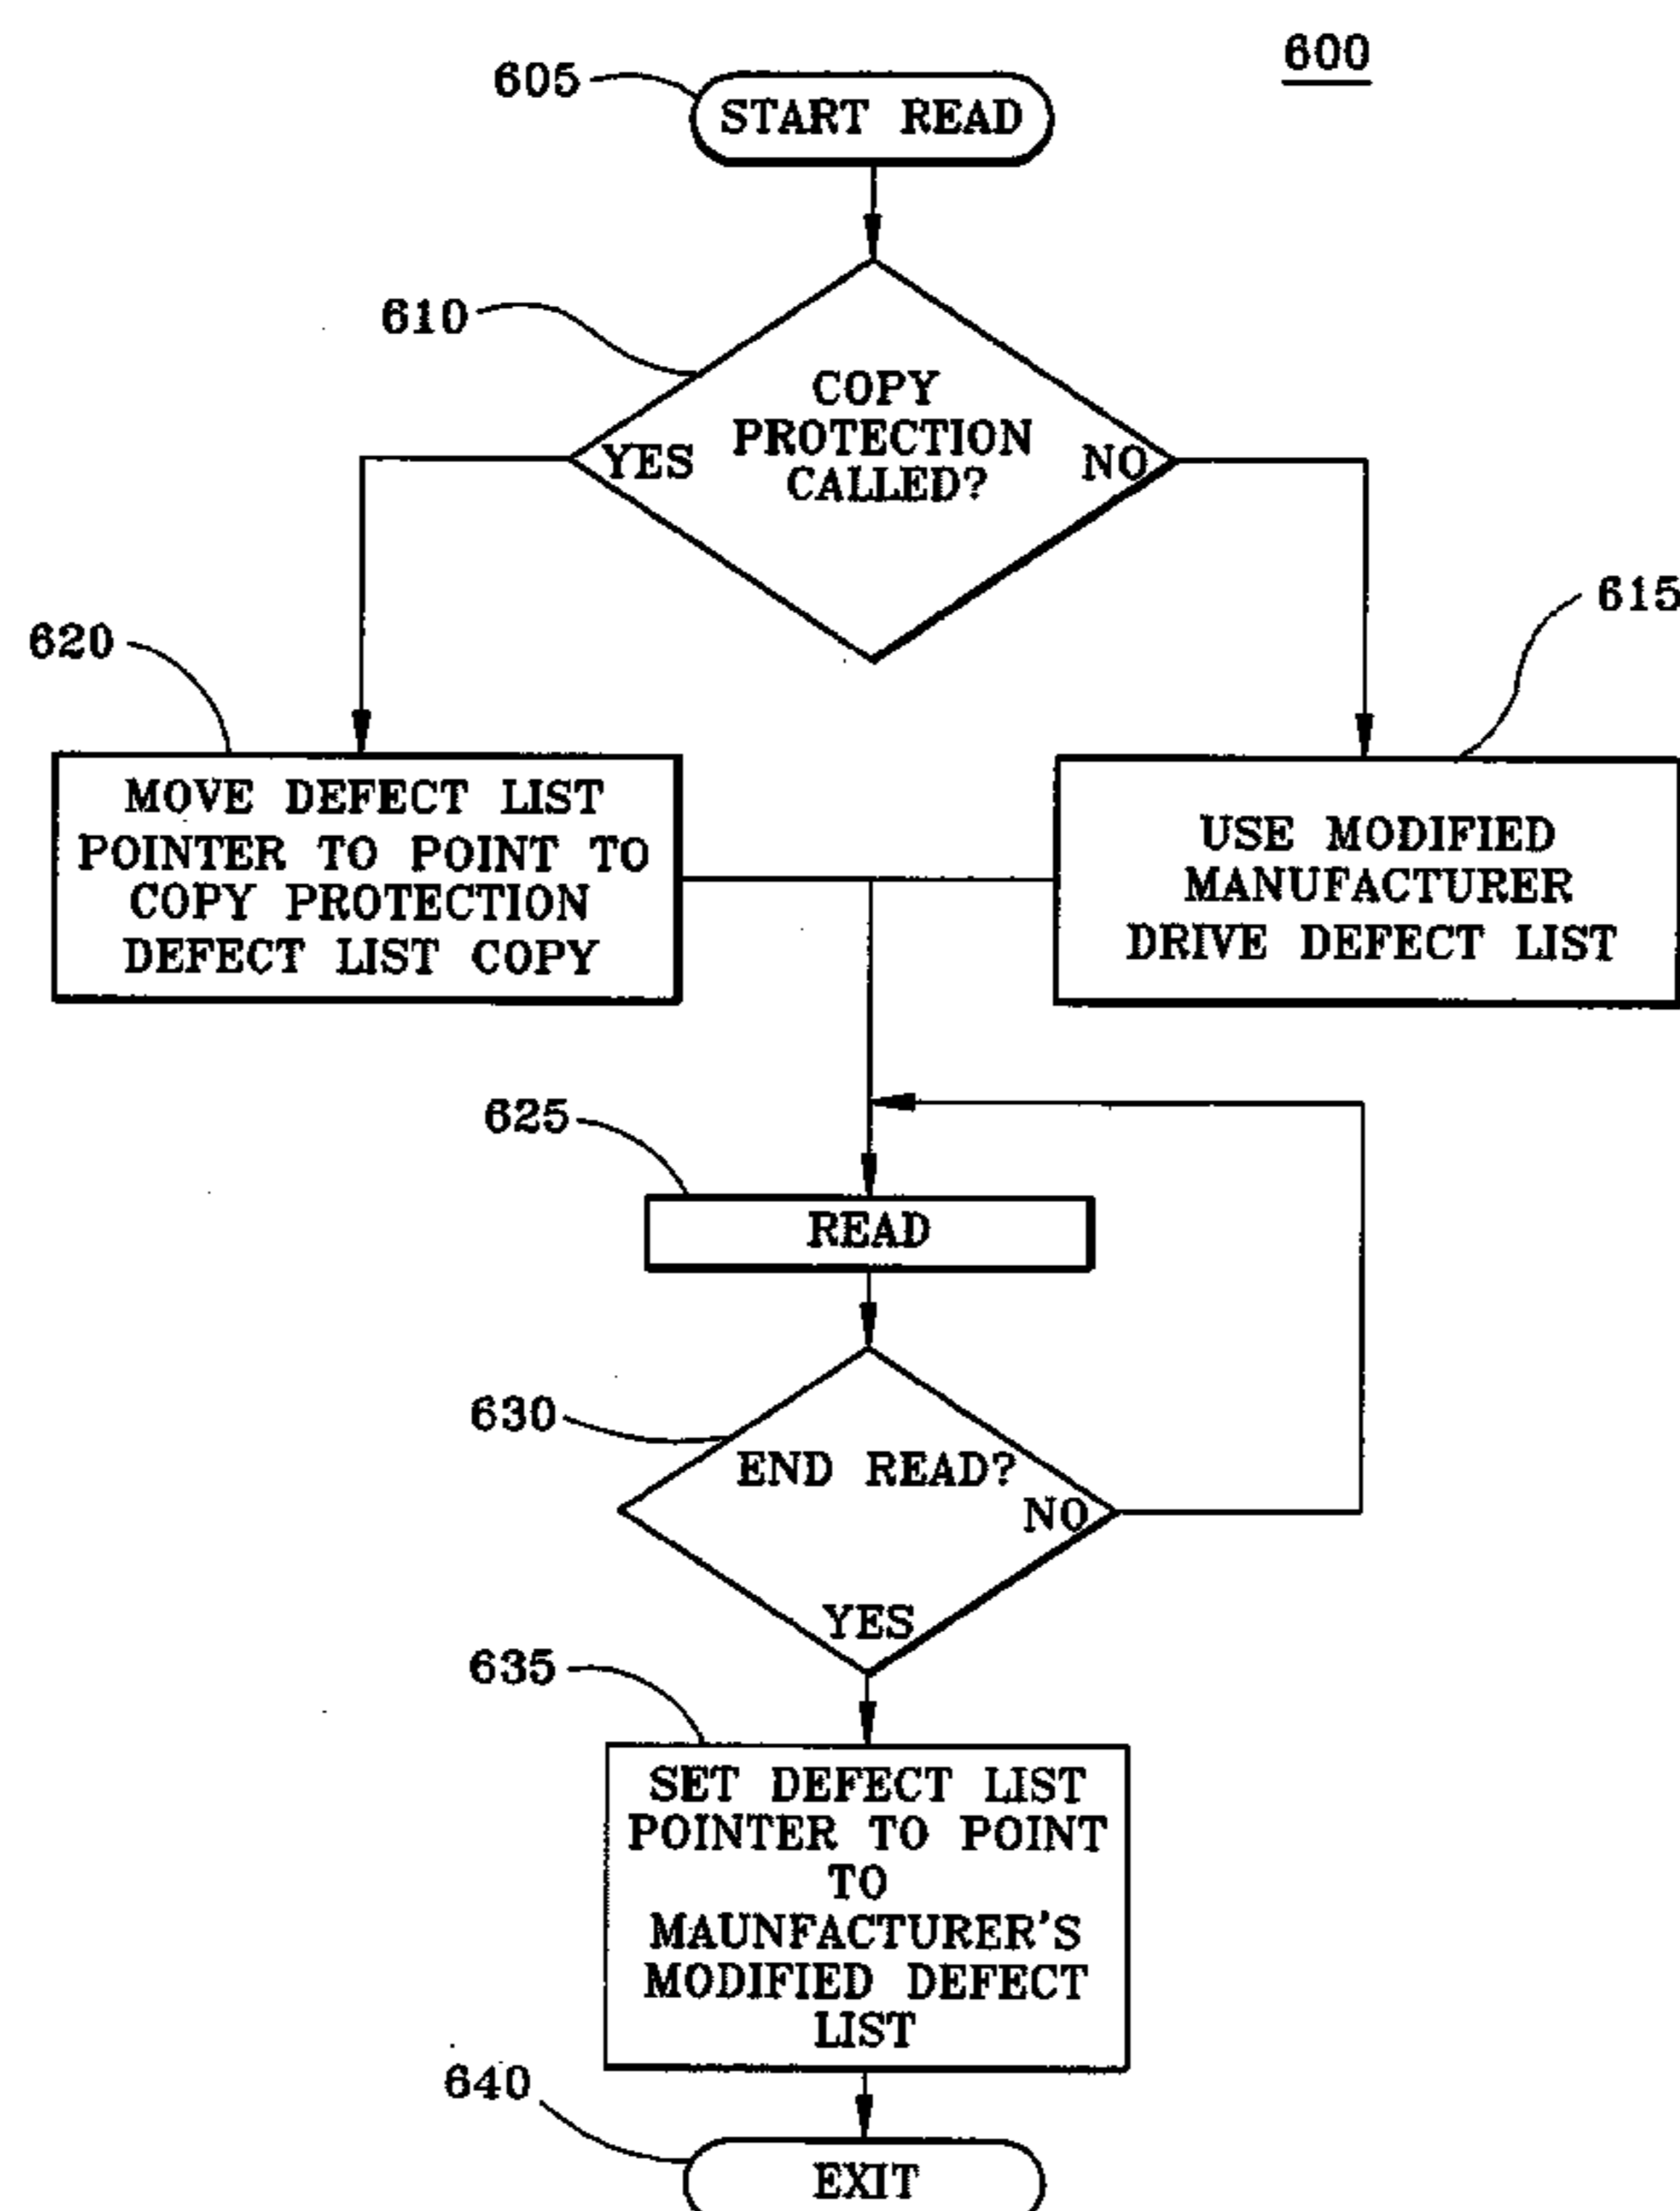 600
605
START READ
610
COPY
PROTECTION
CALLED?
YES
NO
615
620
MOVE DEFECT LIST
POINTER TO POINT TO
COPY PROTECTION
DEFECT LIST COPY
USE MODIFIED
MANUFACTURER
DRIVE DEFECT LIST
625
READ
630
END READ?
NO
YES
635
SET DEFECT LIST
POINTER TO POINT
TO
MAUNFACTURER'S
MODIFIED DEFECT
LIST
640
EXIT